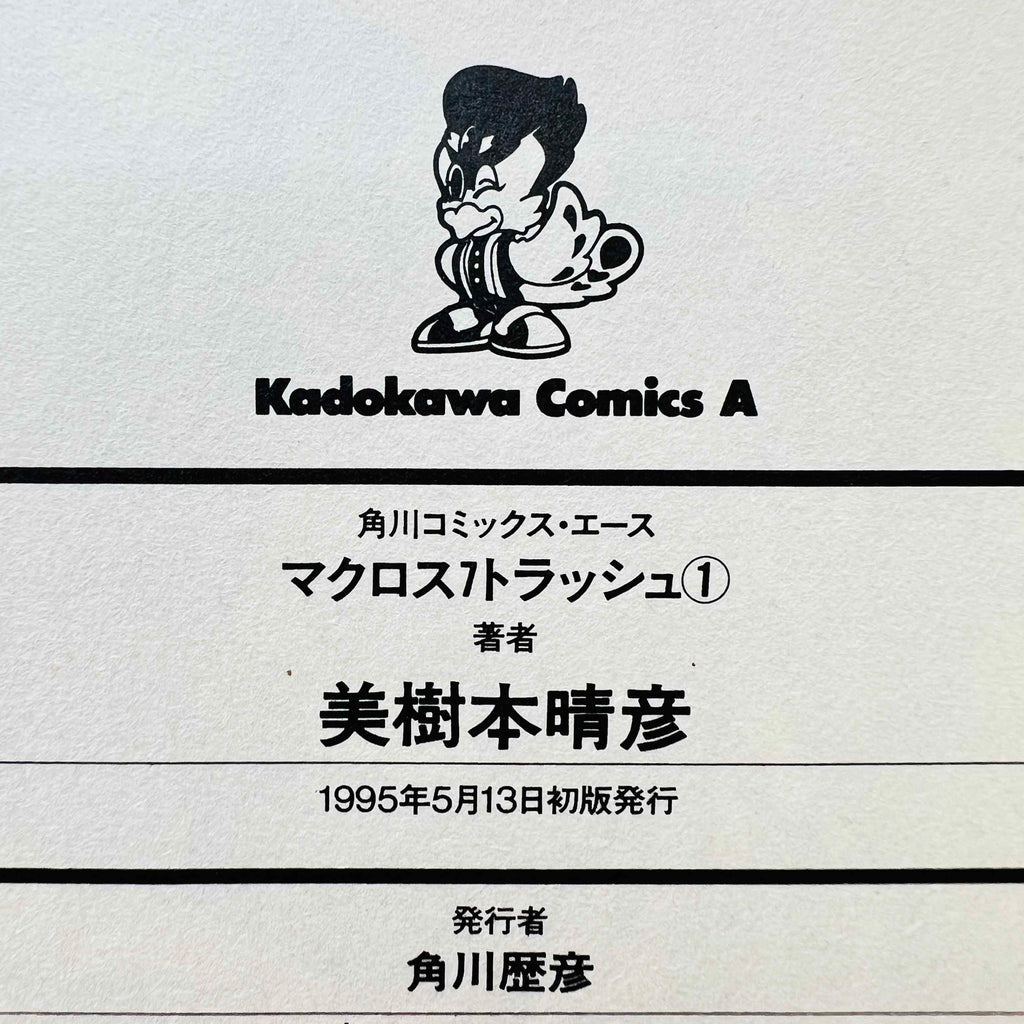 Kadokawa Comics A
角川コミックス・エース
マクロス7トラッシュ①
著者
美樹本晴彦
1995年5月13日初版発行
発行者
角川歴彦